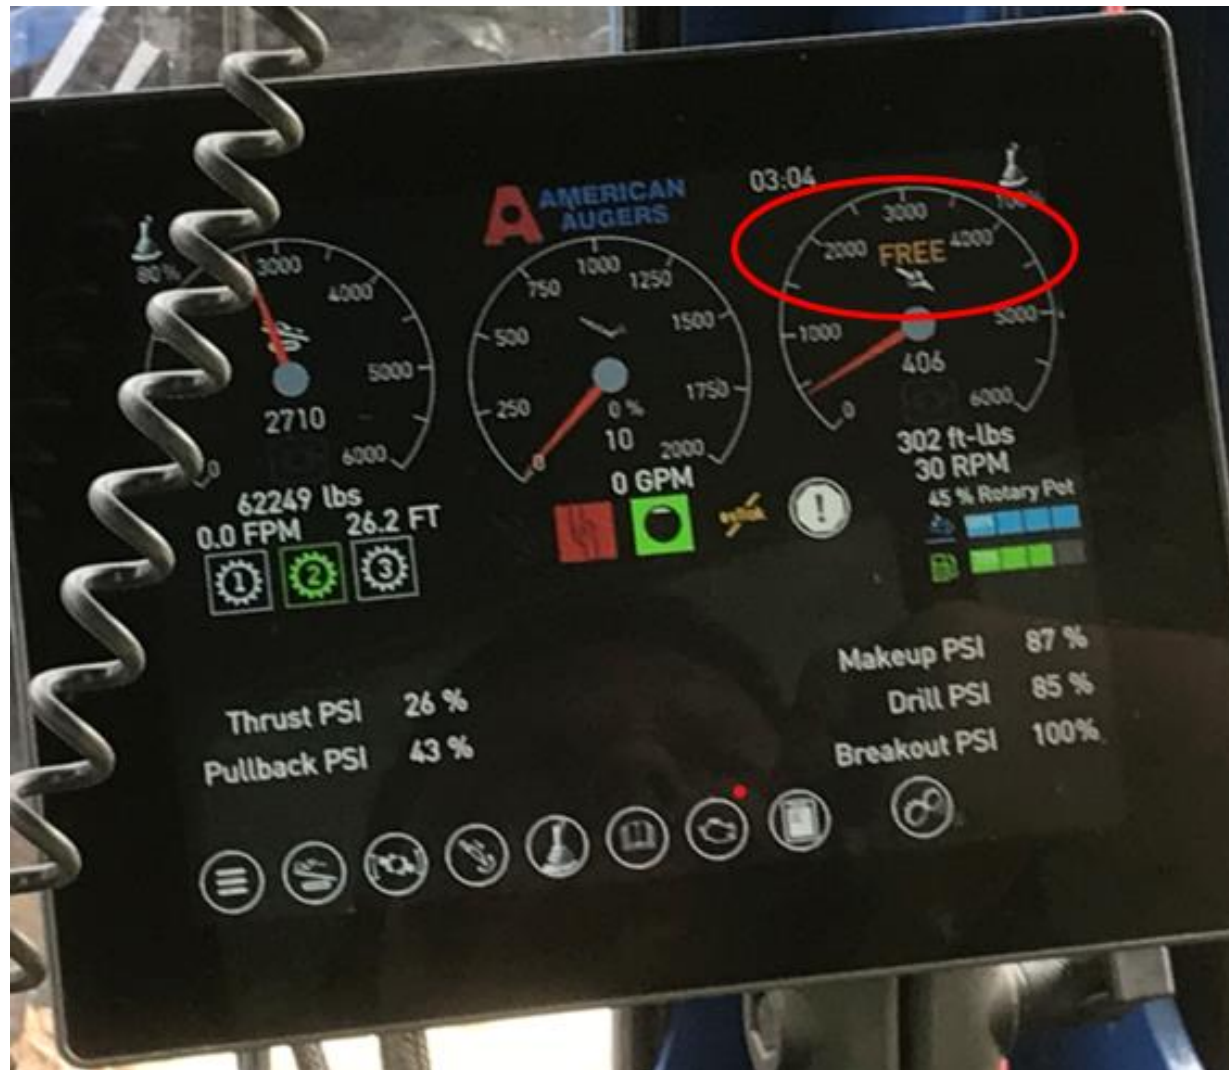 AMERICAN
AUGERS
03:04
80%
3000
4000
5000
6000
0
2710
62249 lbs
0.0 FPM 26.2 FT
1 2 3
0
250
500
750
1000
1250
1500
1750
2000
0 %
10
0 GPM
!
100%
0
1000
2000
3000
4000
5000
6000
FREE
406
302 ft-lbs
30 RPM
45 % Rotary Pot
Thrust PSI 26 %
Pullback PSI 43 %
Makeup PSI 87 %
Drill PSI 85 %
Breakout PSI 100%